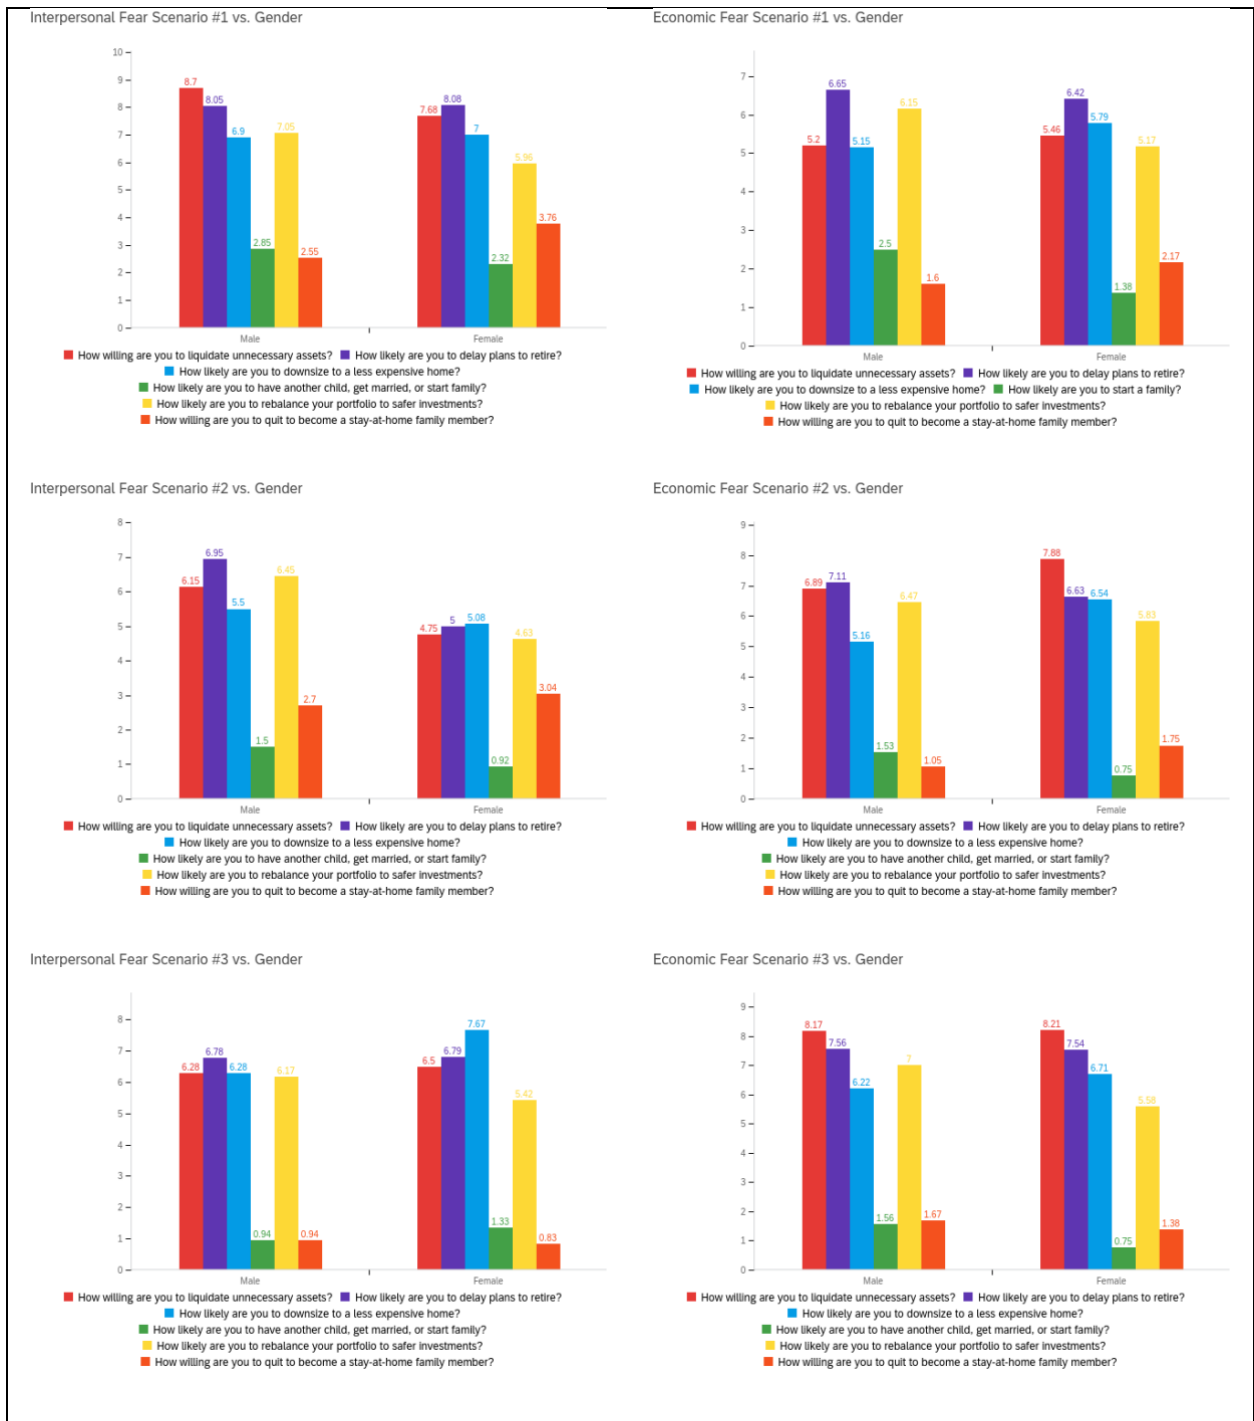 Interpersonal Fear Scenario #1 vs. Gender
10
9
8
7
6
5
4
3
2
1
0
8.7
8.05
6.9
2.85
7.05
2.55
7.68
8.08
7
2.32
5.96
3.76
Male
Female
How willing are you to liquidate unnecessary assets? How likely are you to delay plans to retire?
How likely are you to downsize to a less expensive home?
How likely are you to have another child, get married, or start family?
How likely are you to rebalance your portfolio to safer investments?
How willing are you to quit to become a stay-at-home family member?
Economic Fear Scenario #1 vs. Gender
7
6
5
4
3
2
1
0
5.2
6.65
5.15
2.5
6.15
1.6
5.46
6.42
5.79
1.38
5.17
2.17
Male
Female
How willing are you to liquidate unnecessary assets? How likely are you to delay plans to retire?
How likely are you to downsize to a less expensive home? How likely are you to start a family?
How likely are you to rebalance your portfolio to safer investments?
How willing are you to quit to become a stay-at-home family member?
Interpersonal Fear Scenario #2 vs. Gender
8
7
6
5
4
3
2
1
0
6.15
6.95
5.5
1.5
6.45
2.7
4.75
5
5.08
0.92
4.63
3.04
Male
Female
How willing are you to liquidate unnecessary assets? How likely are you to delay plans to retire?
How likely are you to downsize to a less expensive home?
How likely are you to have another child, get married, or start family?
How likely are you to rebalance your portfolio to safer investments?
How willing are you to quit to become a stay-at-home family member?
Economic Fear Scenario #2 vs. Gender
9
8
7
6
5
4
3
2
1
0
6.89
7.11
5.16
1.53
6.47
1.05
7.88
6.63
6.54
0.75
5.83
1.75
Male
Female
How willing are you to liquidate unnecessary assets? How likely are you to delay plans to retire?
How likely are you to downsize to a less expensive home?
How likely are you to have another child, get married, or start family?
How likely are you to rebalance your portfolio to safer investments?
How willing are you to quit to become a stay-at-home family member?
Interpersonal Fear Scenario #3 vs. Gender
8
7
6
5
4
3
2
1
0
6.28
6.78
6.28
0.94
6.17
0.94
6.5
6.79
7.67
1.33
5.42
0.83
Male
Female
How willing are you to liquidate unnecessary assets? How likely are you to delay plans to retire?
How likely are you to downsize to a less expensive home?
How likely are you to have another child, get married, or start family?
How likely are you to rebalance your portfolio to safer investments?
How willing are you to quit to become a stay-at-home family member?
Economic Fear Scenario #3 vs. Gender
9
8
7
6
5
4
3
2
1
0
8.17
7.56
6.22
1.56
7
1.67
8.21
7.54
6.71
0.75
5.58
1.38
Male
Female
How willing are you to liquidate unnecessary assets? How likely are you to delay plans to retire?
How likely are you to downsize to a less expensive home?
How likely are you to have another child, get married, or start family?
How likely are you to rebalance your portfolio to safer investments?
How willing are you to quit to become a stay-at-home family member?